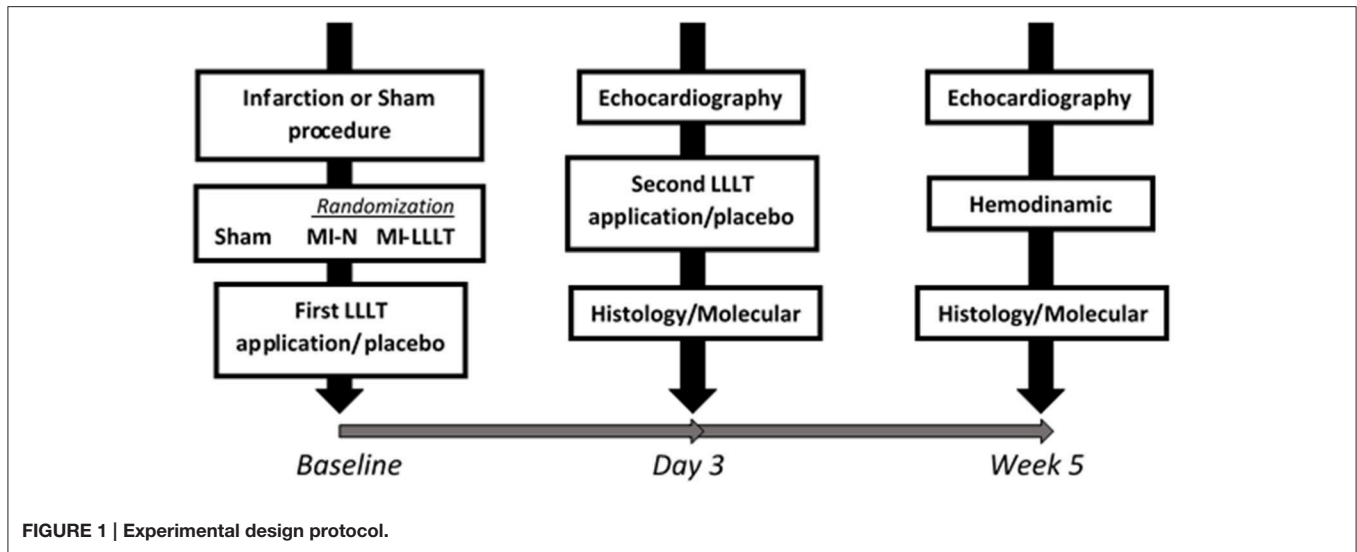 Infarction or Sham
procedure
Randomization
Sham MI-N MI-LLLT
First LLLT
application/placebo
Echocardiography
Second LLLT
application/placebo
Histology/Molecular
Echocardiography
Hemodinamic
Histology/Molecular
Baseline
Day 3
Week 5
FIGURE 1 | Experimental design protocol.